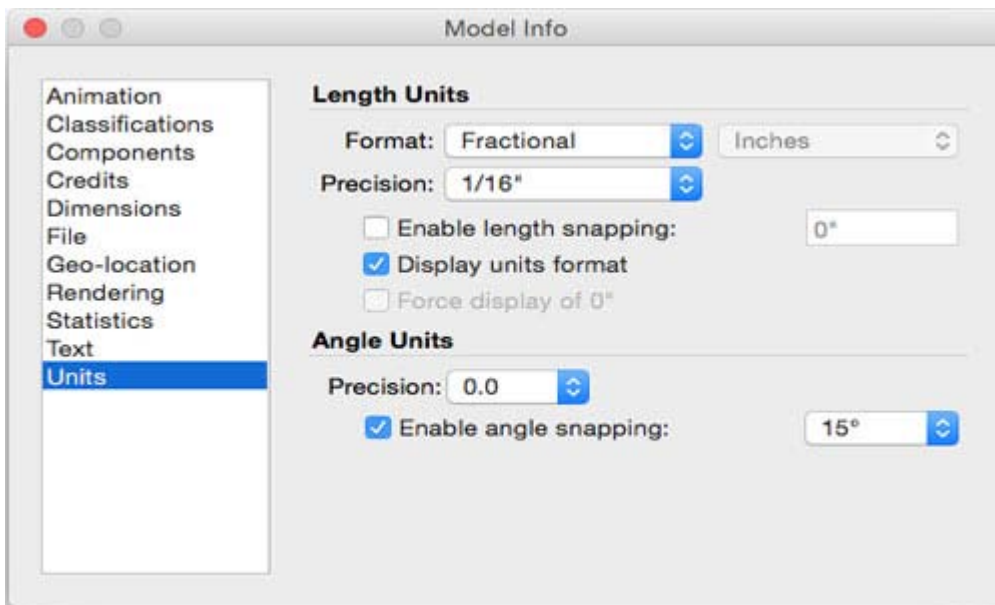 Model Info
Animation
Classifications
Components
Credits
Dimensions
File
Geo-location
Rendering
Statistics
Text
Units
Length Units
Format: Fractional Inches
Precision: 1/16"
Enable length snapping: 0"
Display units format
Force display of 0"
Angle Units
Precision: 0.0
Enable angle snapping: 15°